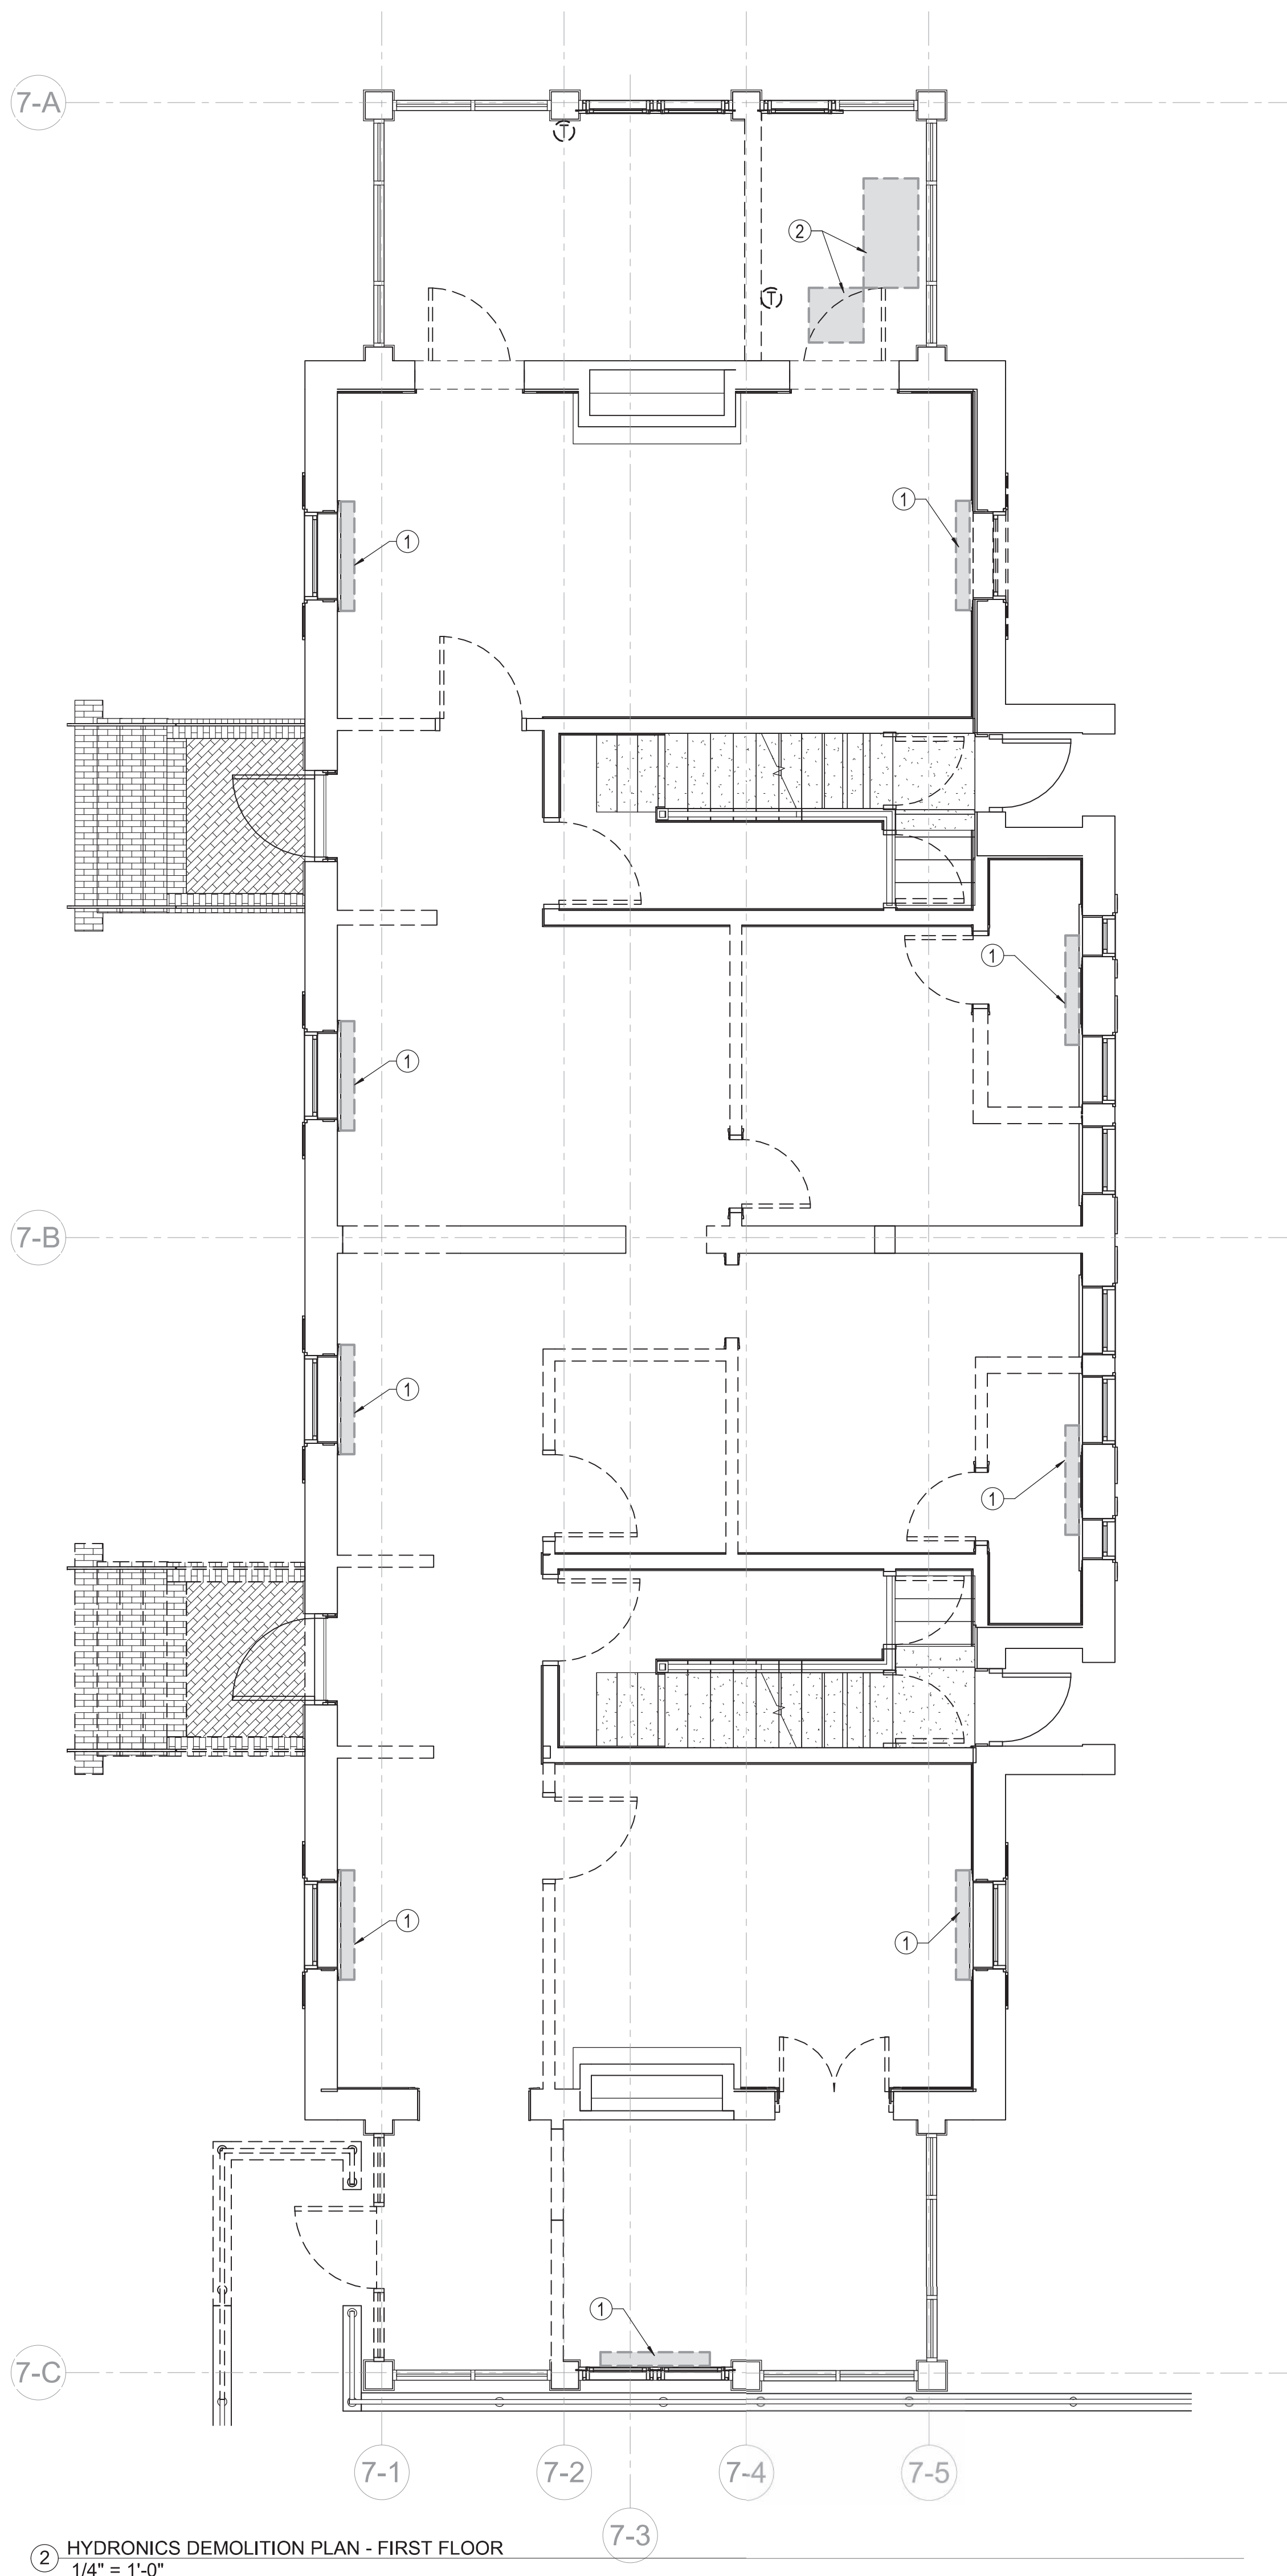 7-A
T
2
T
1
1
1
1
7-B
1
1
1
1
1
7-C
7-1
7-2
7-4
7-5
7-3
2
HYDRONICS DEMOLITION PLAN - FIRST FLOOR
1/4" = 1'-0"